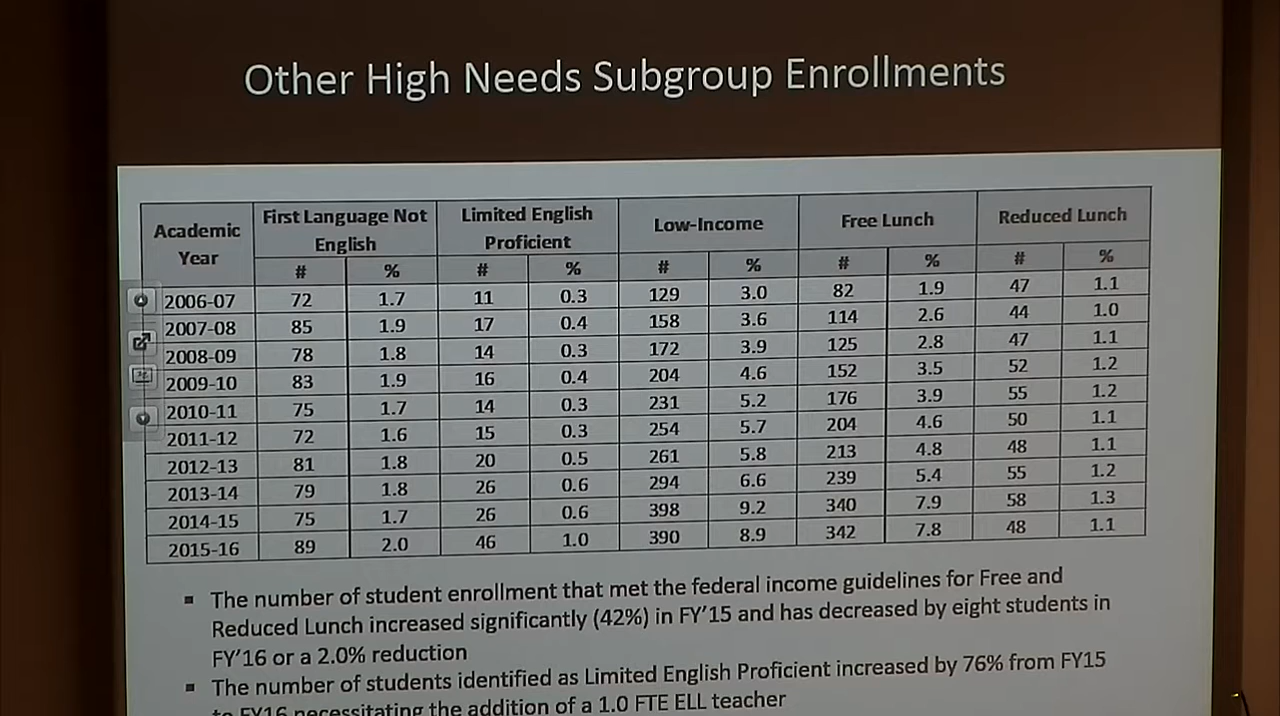 Other High Needs Subgroup Enrollments
Academic Year First Language Not English Limited English Proficient Low-Income Free Lunch Reduced Lunch
# % # % # % # % # %
2006-07 72 1.7 11 0.3 129 3.0 82 1.9 47 1.1
2007-08 85 1.9 17 0.4 158 3.6 114 2.6 44 1.0
2008-09 78 1.8 14 0.3 172 3.9 125 2.8 47 1.1
2009-10 83 1.9 16 0.4 204 4.6 152 3.5 52 1.2
2010-11 75 1.7 14 0.3 231 5.2 176 3.9 55 1.2
2011-12 72 1.6 15 0.3 254 5.7 204 4.6 50 1.1
2012-13 81 1.8 20 0.5 261 5.8 213 4.8 48 1.1
2013-14 79 1.8 26 0.6 294 6.6 239 5.4 55 1.2
2014-15 75 1.7 26 0.6 398 9.2 340 7.9 58 1.3
2015-16 89 2.0 46 1.0 390 8.9 342 7.8 48 1.1
▪ The number of student enrollment that met the federal income guidelines for Free and
Reduced Lunch increased significantly (42%) in FY'15 and has decreased by eight students in
FY'16 or a 2.0% reduction
▪ The number of students identified as Limited English Proficient increased by 76% from FY15
to FY16 necessitating the addition of a 1.0 FTE ELL teacher